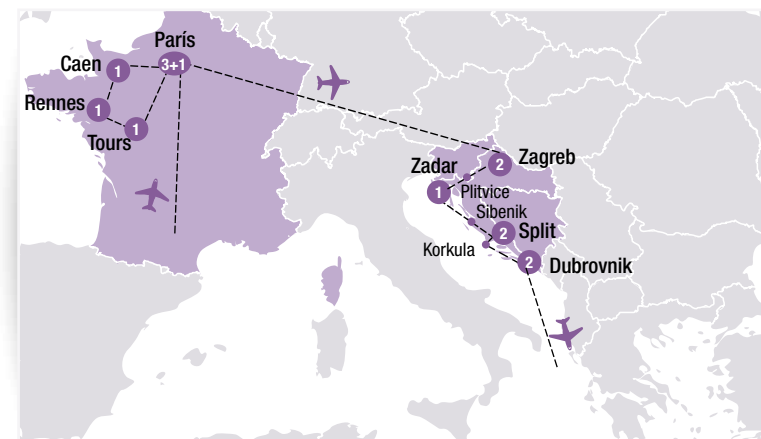 París
3+1
Caen
1
Rennes
1
Tours
1
Zagreb
2
Zadar
1
Plitvice
Sibenik
Split
2
Korkula
Dubrovnik
2